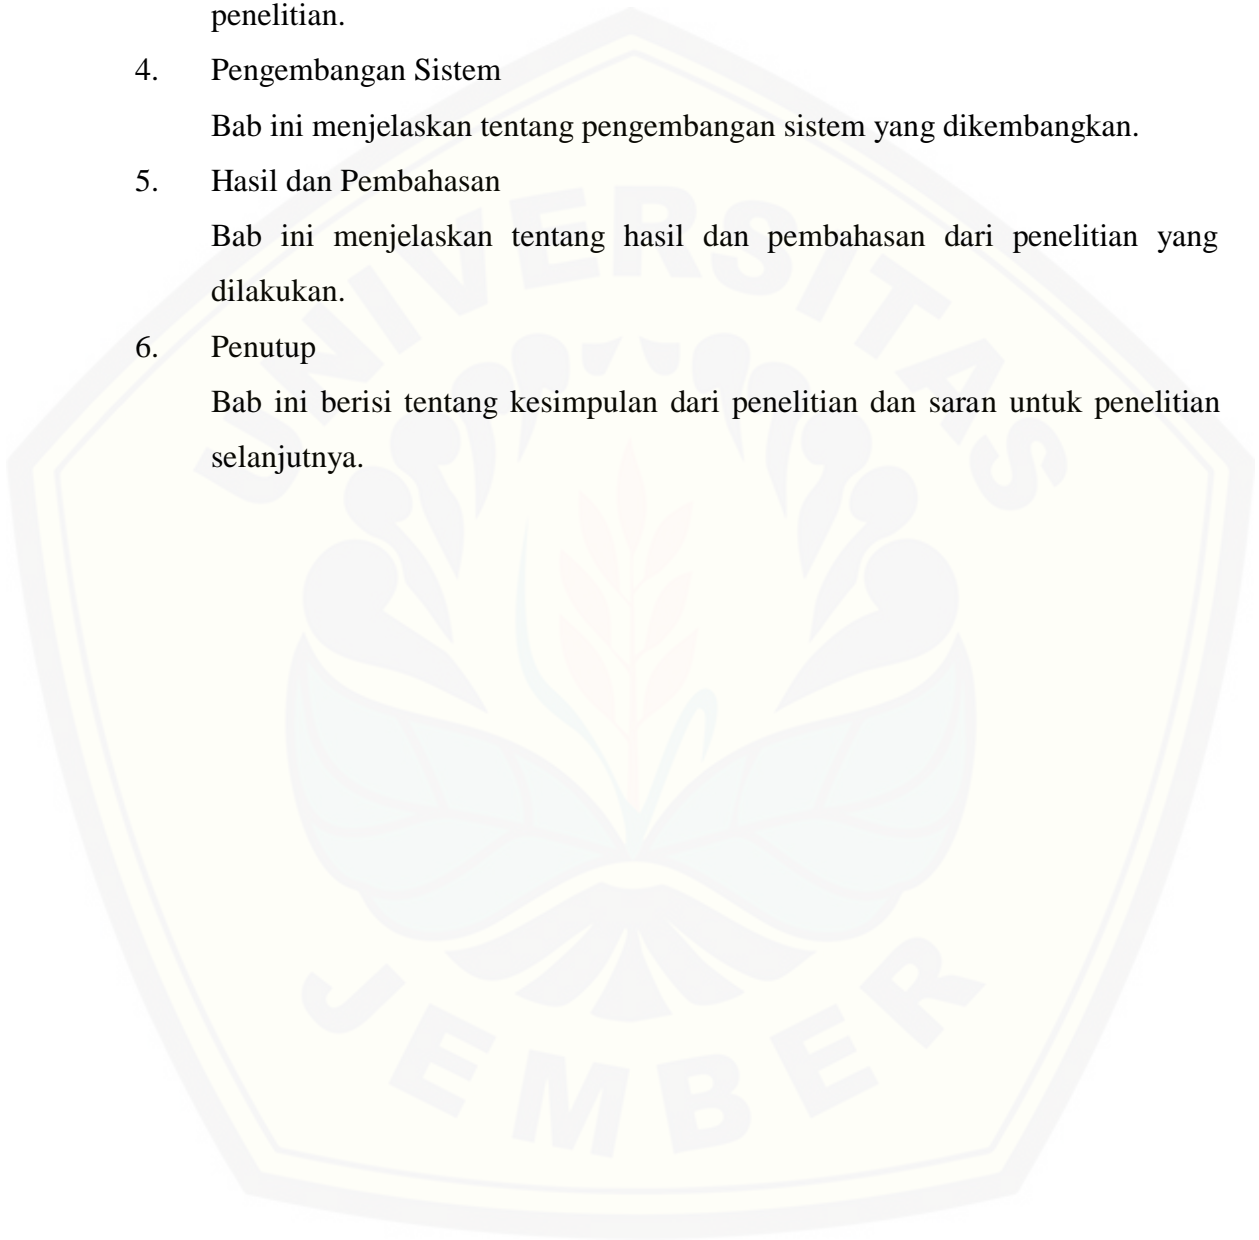 penelitian.
4. Pengembangan Sistem
Bab ini menjelaskan tentang pengembangan sistem yang dikembangkan.
5. Hasil dan Pembahasan
Bab ini menjelaskan tentang hasil dan pembahasan dari penelitian yang
dilakukan.
6. Penutup
Bab ini berisi tentang kesimpulan dari penelitian dan saran untuk penelitian
selanjutnya.
UNIVERSITAS
JEMBER